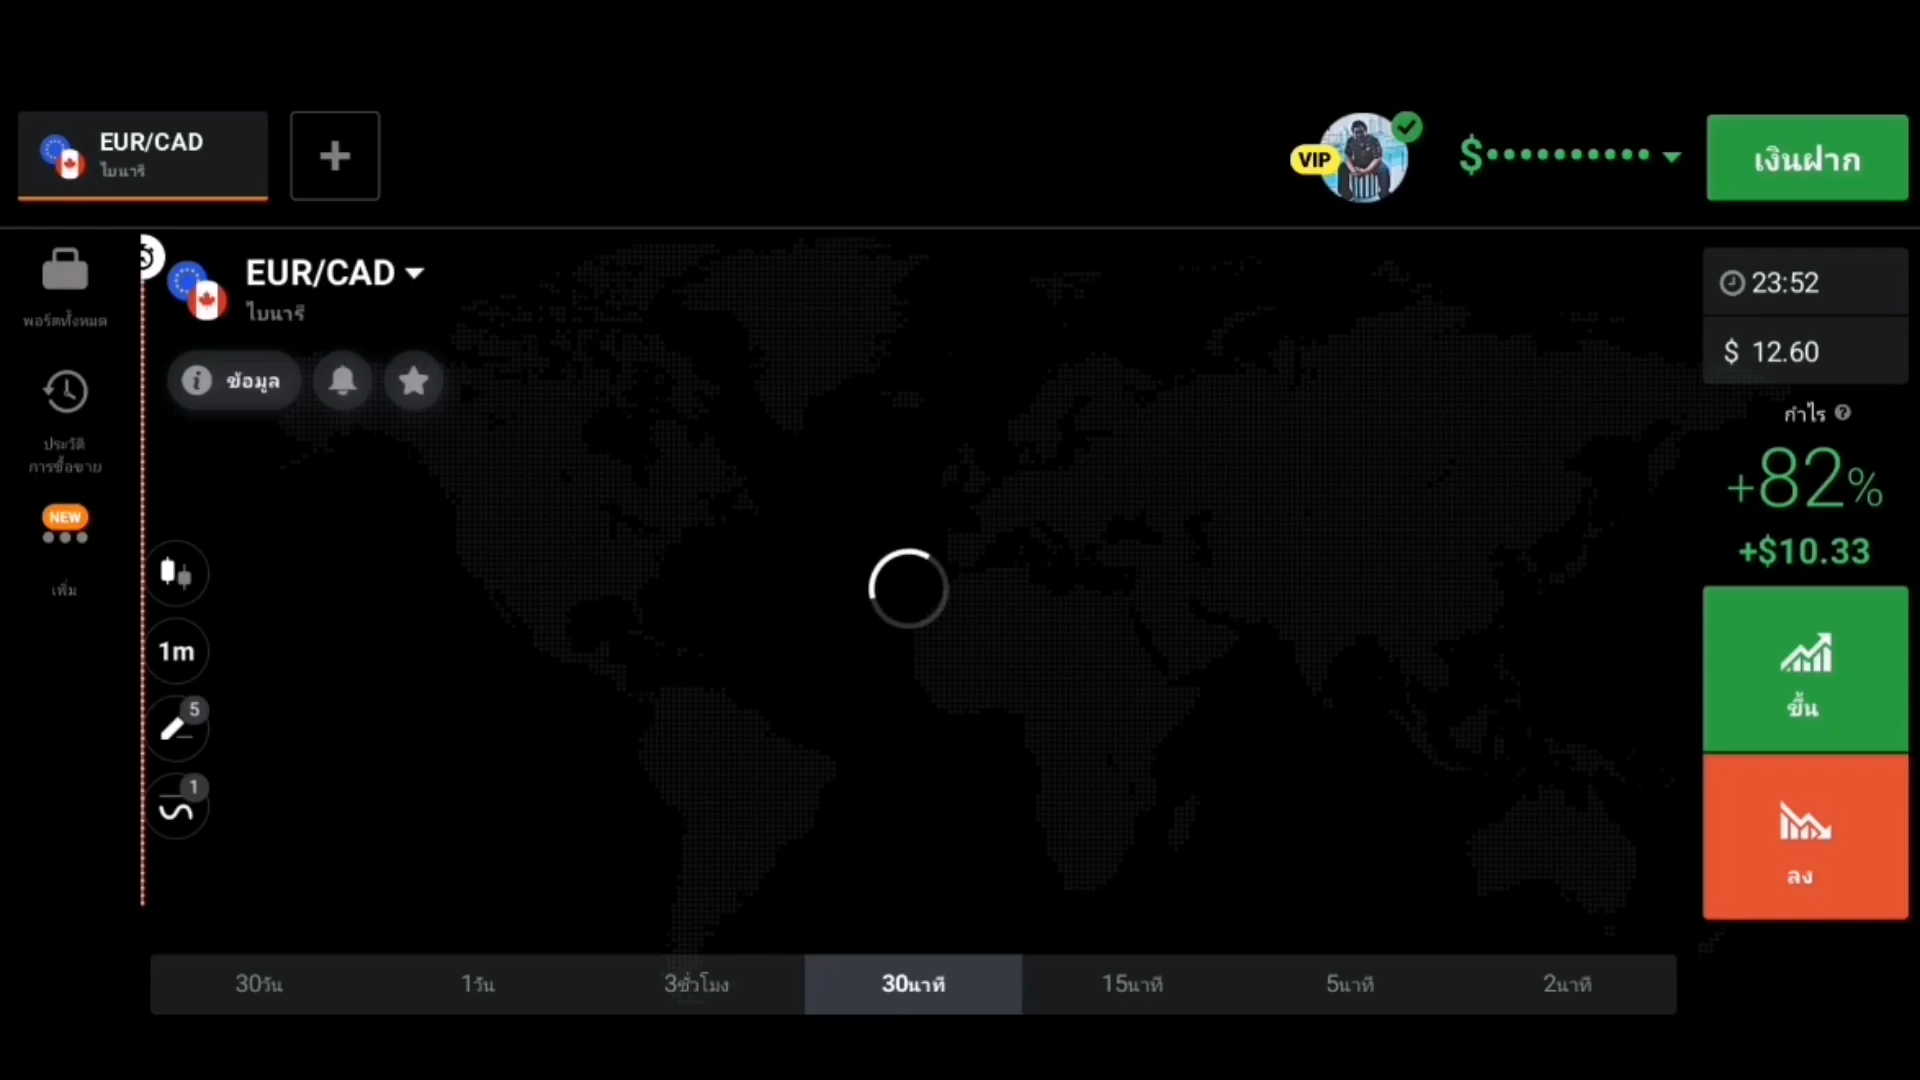 EUR/CAD
ไบนารี
VIP
$••••••••••
เงินฝาก
พอร์ตทั้งหมด
ประวัติ
การซื้อขาย
NEW
เพิ่ม
EUR/CAD
ไบนารี
ข้อมูล
1m
5
1
23:52
$ 12.60
กำไร
+82%
+$10.33
ขึ้น
ลง
30วัน
1วัน
3ชั่วโมง
30นาที
15นาที
5นาที
2นาที